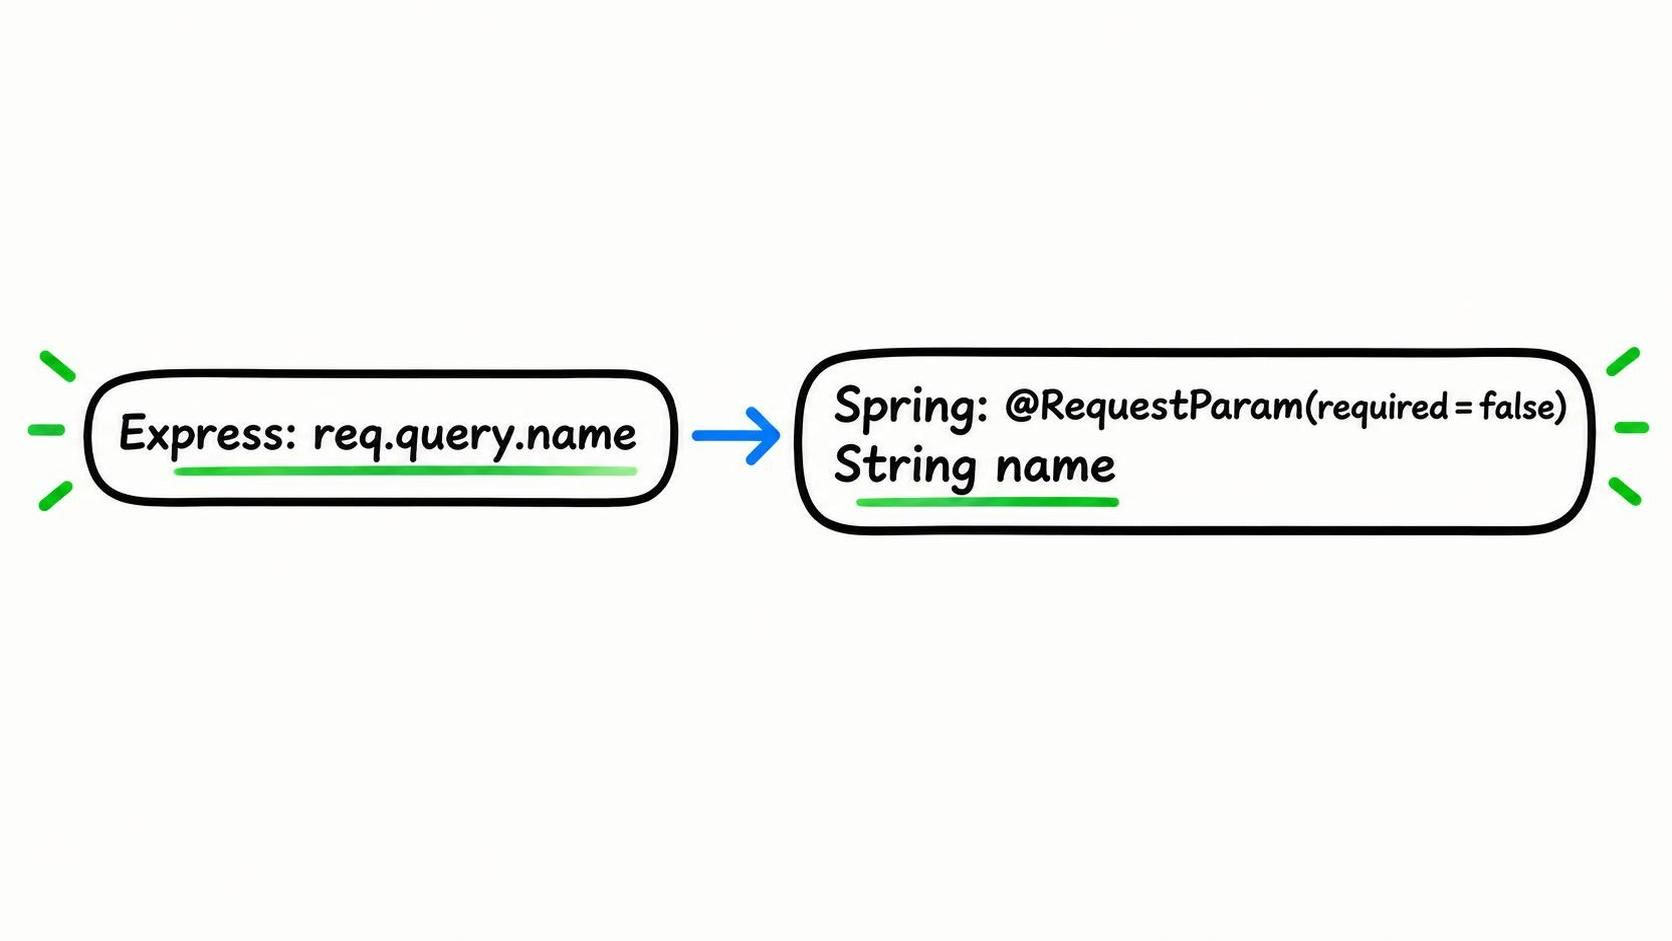 Express: req.query.name
Spring: @RequestParam(required = false)
String name